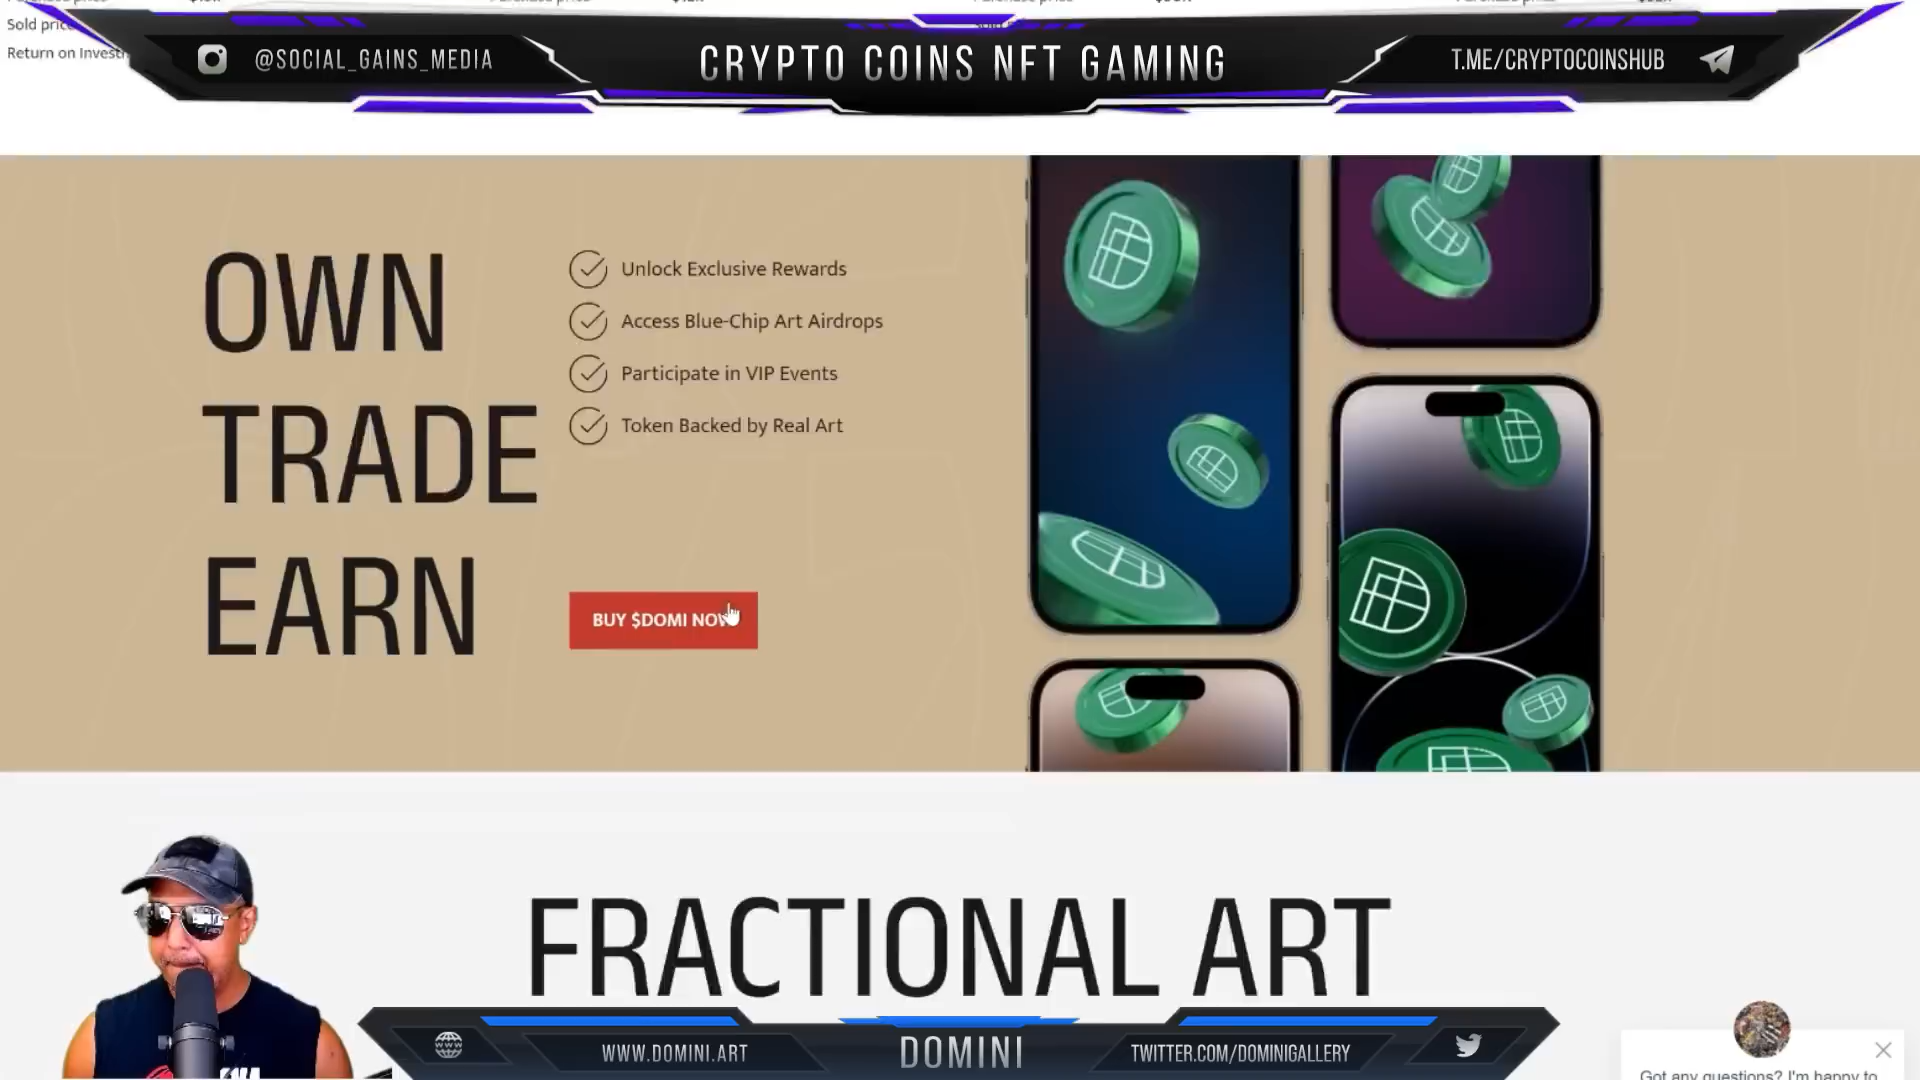 Sold price
Return on Invest
@SOCIAL_GAINS_MEDIA
CRYPTO COINS NFT GAMING
T.ME/CRYPTOCOINSHUB
OWN
TRADE
EARN
Unlock Exclusive Rewards
Access Blue-Chip Art Airdrops
Participate in VIP Events
Token Backed by Real Art
BUY $DOMI NOW
FRACTIONAL ART
WWW.DOMINI.ART
DOMINI
TWITTER.COM/DOMINIGALLERY
Got any questions? I'm happy to